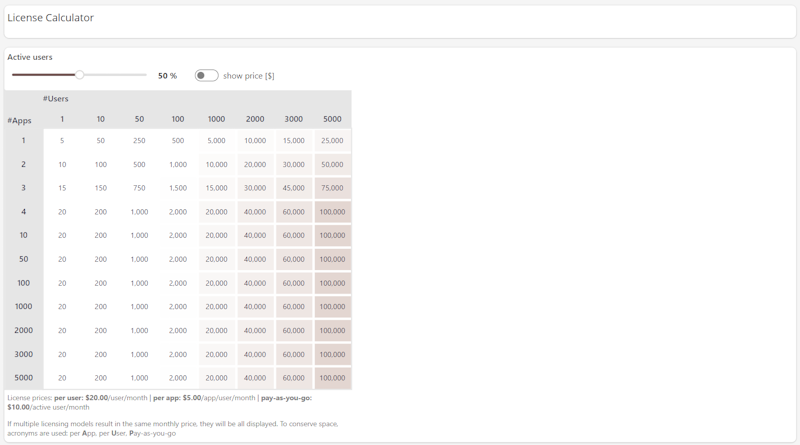 License Calculator
Active users
50 % show price [$]
#Users
#Apps 1 10 50 100 1000 2000 3000 5000
1 5 50 250 500 5,000 10,000 15,000 25,000
2 10 100 500 1,000 10,000 20,000 30,000 50,000
3 15 150 750 1,500 15,000 30,000 45,000 75,000
4 20 200 1,000 2,000 20,000 40,000 60,000 100,000
10 20 200 1,000 2,000 20,000 40,000 60,000 100,000
50 20 200 1,000 2,000 20,000 40,000 60,000 100,000
100 20 200 1,000 2,000 20,000 40,000 60,000 100,000
1000 20 200 1,000 2,000 20,000 40,000 60,000 100,000
2000 20 200 1,000 2,000 20,000 40,000 60,000 100,000
3000 20 200 1,000 2,000 20,000 40,000 60,000 100,000
5000 20 200 1,000 2,000 20,000 40,000 60,000 100,000
License prices: per user: $20.00/user/month | per app: $5.00/app/user/month | pay-as-you-go:
$10.00/active user/month
If multiple licensing models result in the same monthly price, they will be all displayed. To conserve space,
acronyms are used: per App, per User, Pay-as-you-go